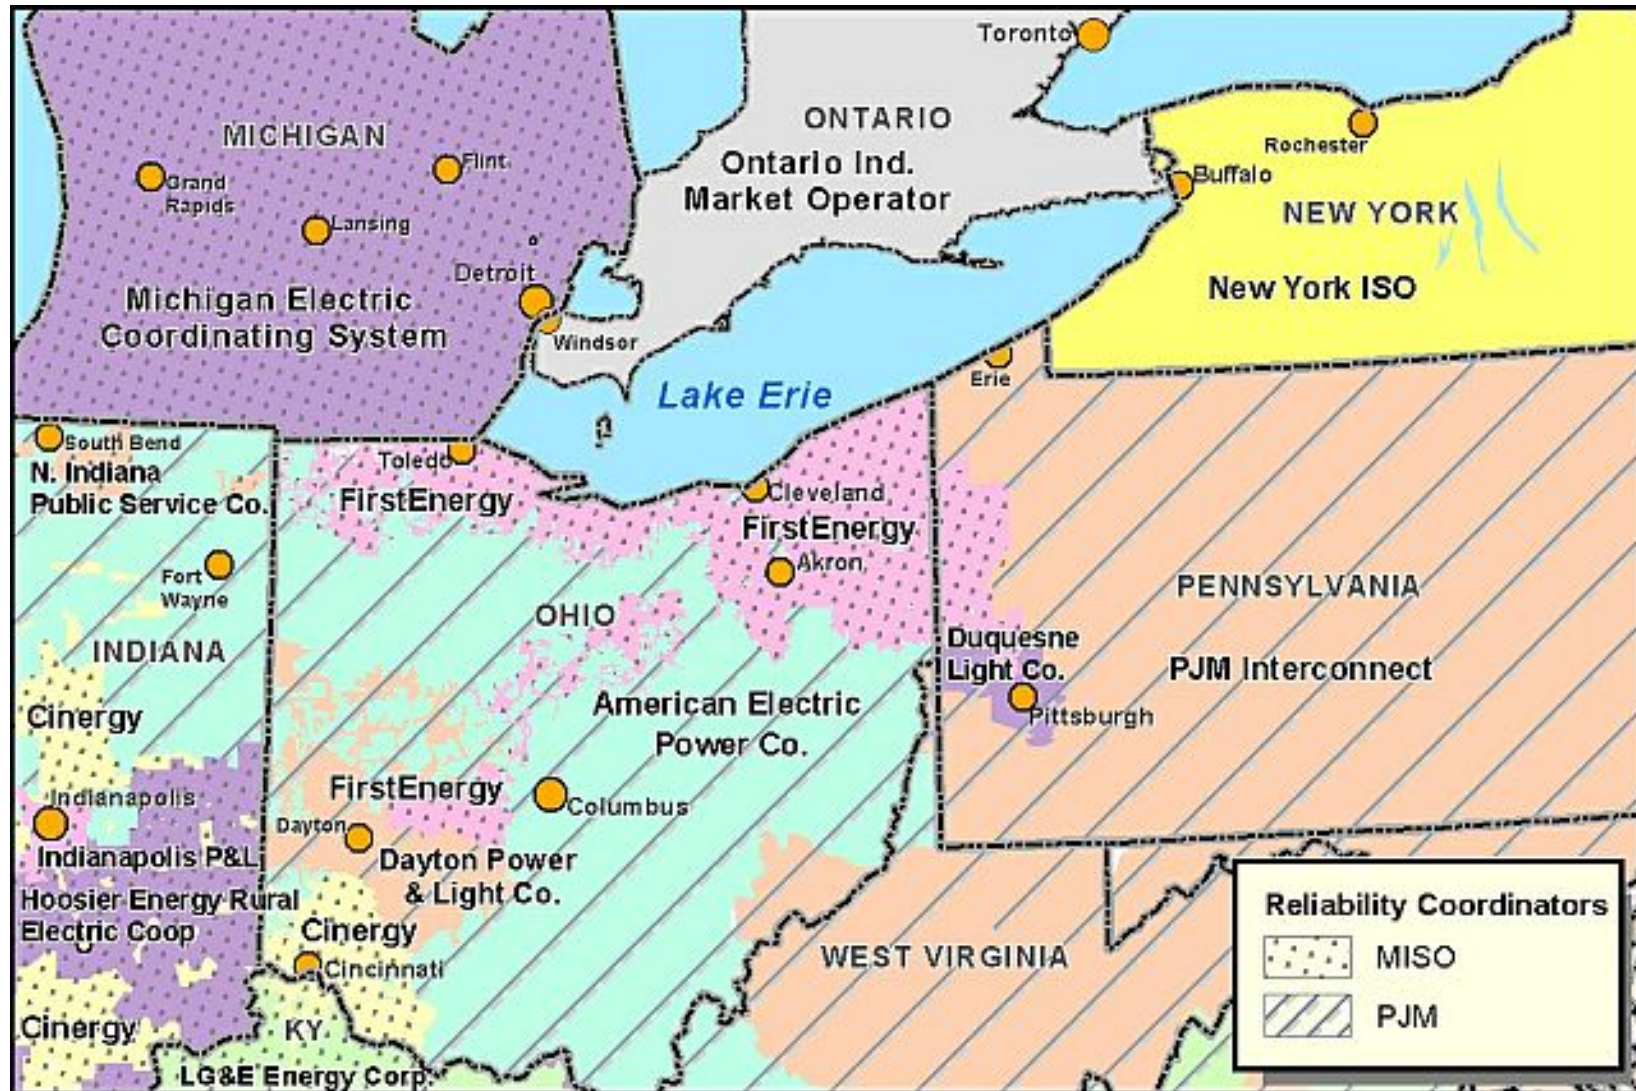 Toronto
ONTARIO
MICHIGAN
Rochester
Flint
Ontario Ind.
Market Operator
Buffalo
Grand
Rapids
NEW YORK
Lansing
Detroit
New York ISO
Michigan Electric
Coordinating System
Windsor
Erie
Lake Erie
South Bend
Toledo
N. Indiana
Public Service Co.
FirstEnergy
Cleveland
FirstEnergy
Akron
Fort
Wayne
PENNSYLVANIA
OHIO
INDIANA
Duquesne
Light Co.
PJM Interconnect
Cinergy
American Electric
Power Co.
Pittsburgh
FirstEnergy
Indianapolis
Columbus
Dayton
Indianapolis P&L
Dayton Power
& Light Co.
Hoosier Energy Rural
Electric Coop
Cinergy
Cincinnati
WEST VIRGINIA
Reliability Coordinators
MISO
PJM
Cinergy
KY
LG&E Energy Corp.